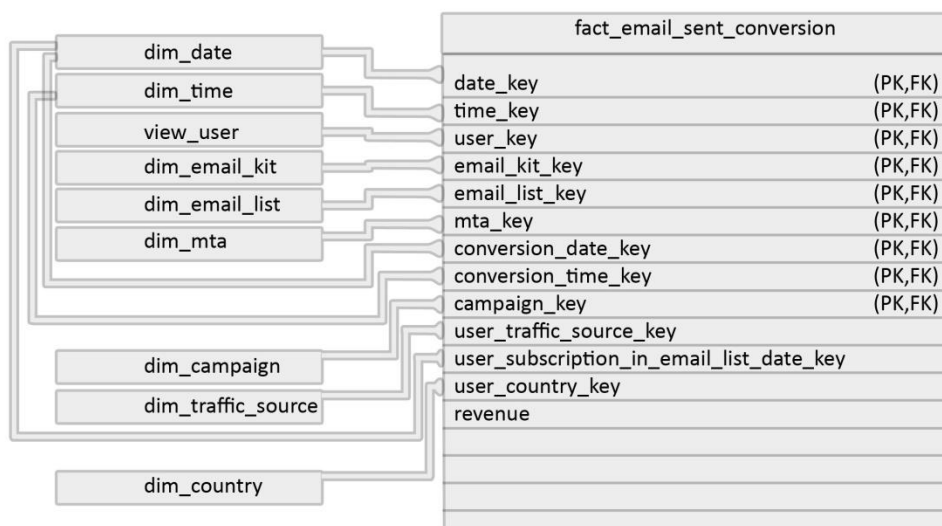 fact_email_sent_conversion
dim_date
dim_time
view_user
dim_email_kit
dim_email_list
dim_mta
dim_campaign
dim_traffic_source
dim_country
date_key (PK,FK)
time_key (PK,FK)
user_key (PK,FK)
email_kit_key (PK,FK)
email_list_key (PK,FK)
mta_key (PK,FK)
conversion_date_key (PK,FK)
conversion_time_key (PK,FK)
campaign_key (PK,FK)
user_traffic_source_key
user_subscription_in_email_list_date_key
user_country_key
revenue